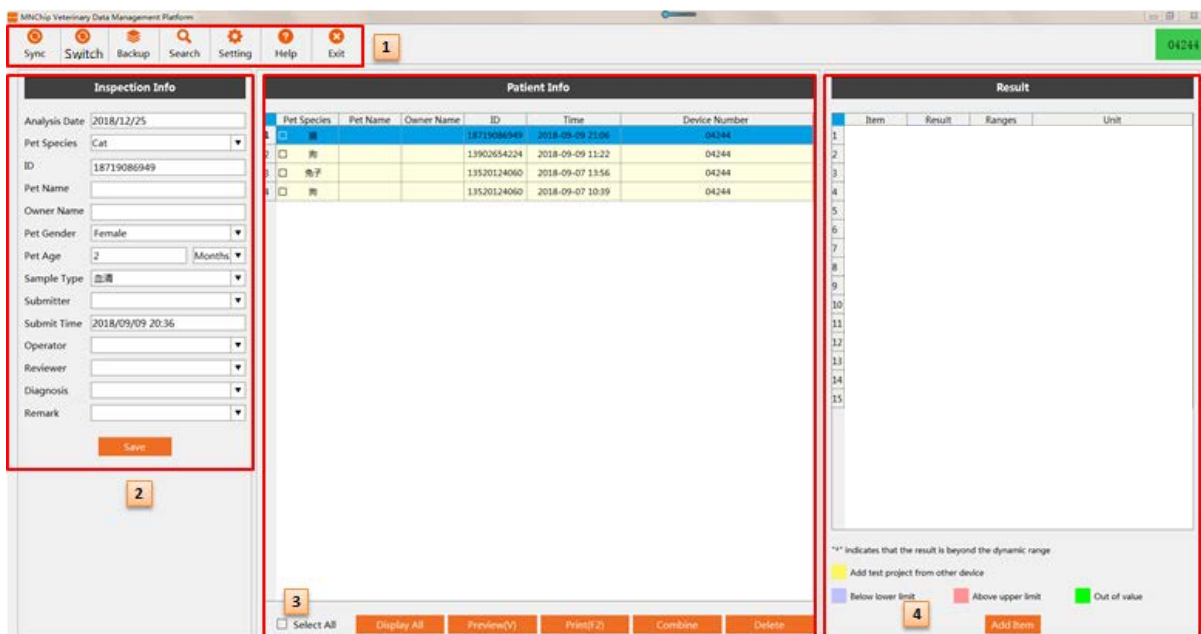 MNChip Veterinary Data Management Platform
Sync Switch Backup Search Setting Help Exit
1
04244
Inspection Info
Analysis Date 2018/12/25
Pet Species Cat
ID 18719086949
Pet Name
Owner Name
Pet Gender Female
Pet Age 2 Months
Sample Type 血清
Submitter
Submit Time 2018/09/09 20:36
Operator
Reviewer
Diagnosis
Remark
Save
2
Patient Info
Pet Species Pet Name Owner Name ID Time Device Number
1 猫 18719086949 2018-09-09 21:06 04244
2 狗 13902654224 2018-09-09 11:22 04244
3 兔子 13520124060 2018-09-07 13:56 04244
4 狗 13520124060 2018-09-07 10:39 04244
3
Select All Display All Preview(V) Print(F2) Combine Delete
Result
Item Result Ranges Unit
1
2
3
4
5
6
7
8
9
10
11
12
13
14
15
"*" indicates that the result is beyond the dynamic range
Add test project from other device
Below lower limit Above upper limit Out of value
4
Add Item